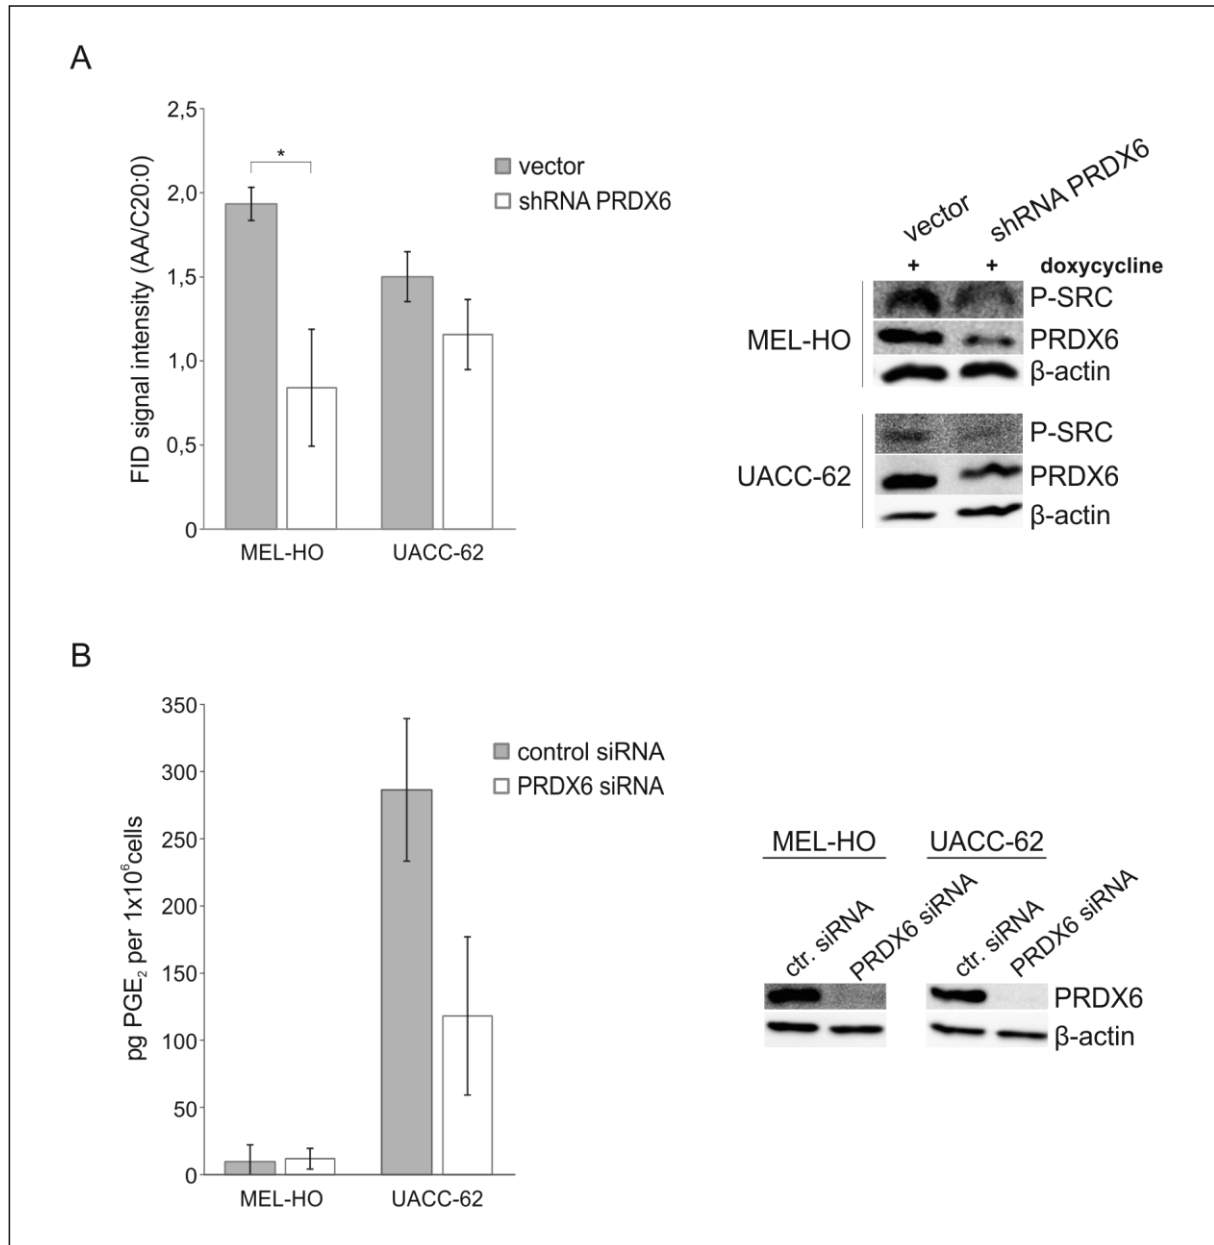 A
2,5
2,0
1,5
1,0
0,5
0
FID signal intensity (AA/C20:0)
*
vector
shRNA PRDX6
MEL-HO
UACC-62
vector
shRNA PRDX6
+ + doxycycline
MEL-HO
P-SRC
PRDX6
β-actin
UACC-62
P-SRC
PRDX6
β-actin
B
350
300
250
200
150
100
50
0
pg PGE₂ per 1x10⁶cells
control siRNA
PRDX6 siRNA
MEL-HO
UACC-62
MEL-HO
UACC-62
ctr. siRNA
PRDX6 siRNA
ctr. siRNA
PRDX6 siRNA
PRDX6
β-actin